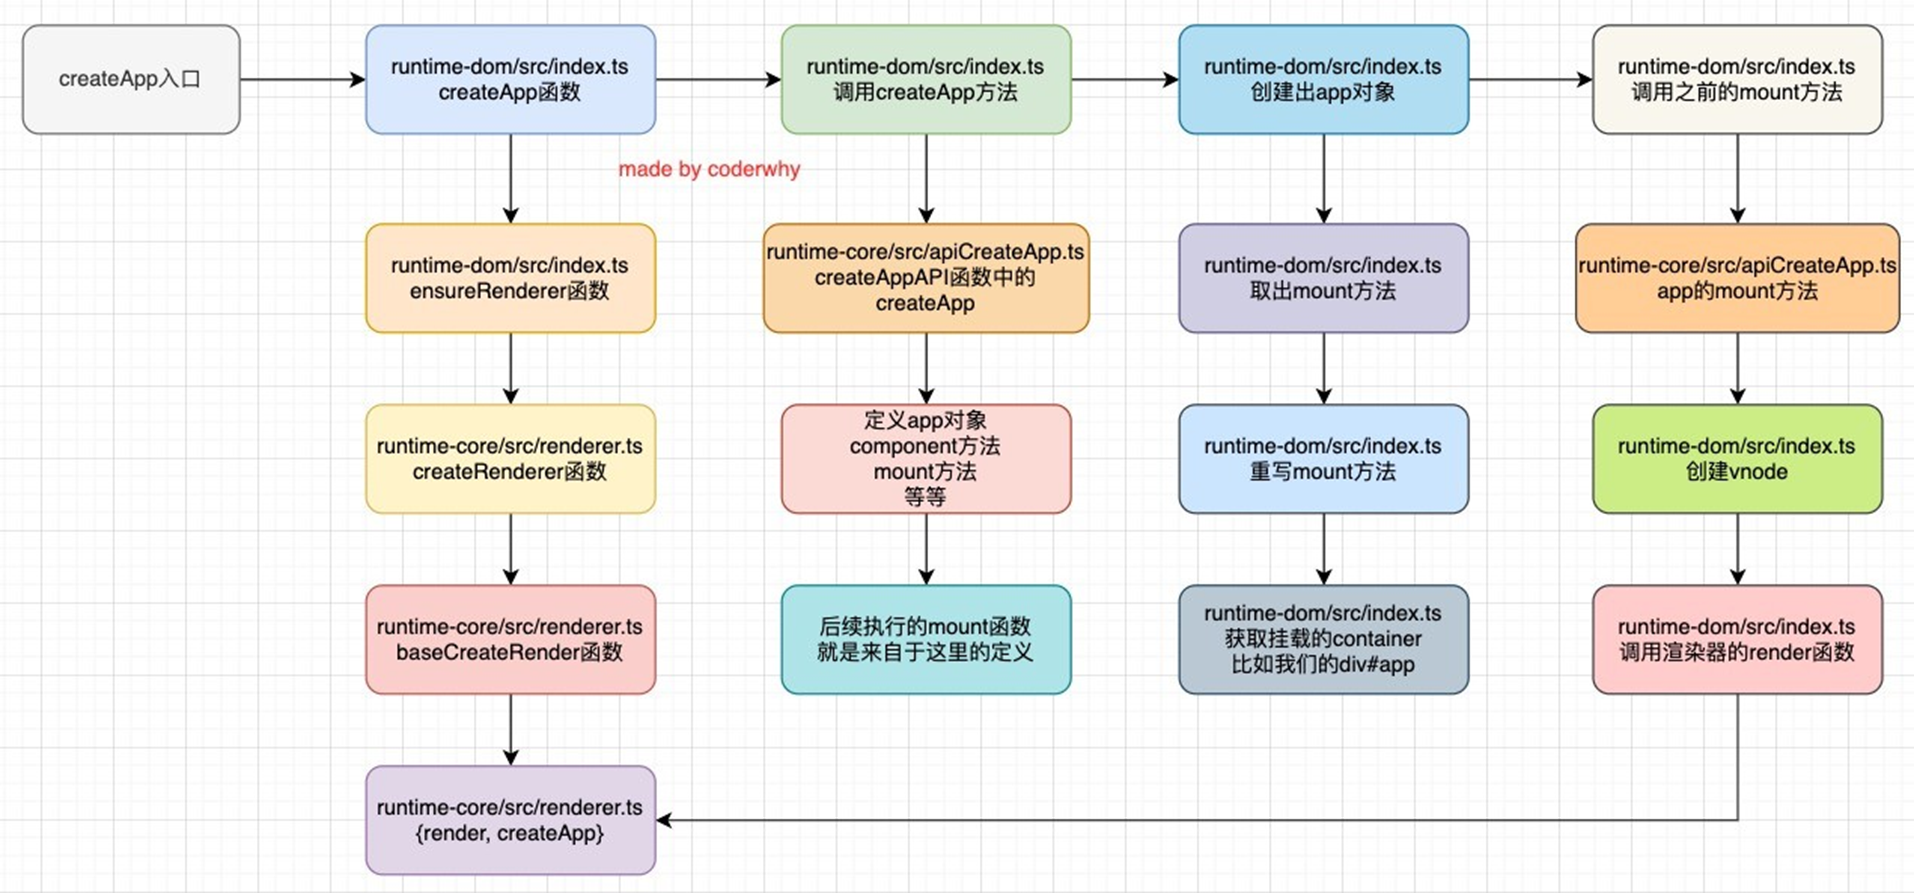 createApp入口
runtime-dom/src/index.ts
createApp函数
runtime-dom/src/index.ts
调用createApp方法
runtime-dom/src/index.ts
创建出app对象
runtime-dom/src/index.ts
调用之前的mount方法
made by coderwhy
runtime-dom/src/index.ts
ensureRenderer函数
runtime-core/src/apiCreateApp.ts
createAppAPI函数中的
createApp
runtime-dom/src/index.ts
取出mount方法
runtime-core/src/apiCreateApp.ts
app的mount方法
runtime-core/src/renderer.ts
createRenderer函数
定义app对象
component方法
mount方法
等等
runtime-dom/src/index.ts
重写mount方法
runtime-dom/src/index.ts
创建vnode
runtime-core/src/renderer.ts
baseCreateRender函数
后续执行的mount函数
就是来自于这里的定义
runtime-dom/src/index.ts
获取挂载的container
比如我们的div#app
runtime-dom/src/index.ts
调用渲染器的render函数
runtime-core/src/renderer.ts
{render, createApp}